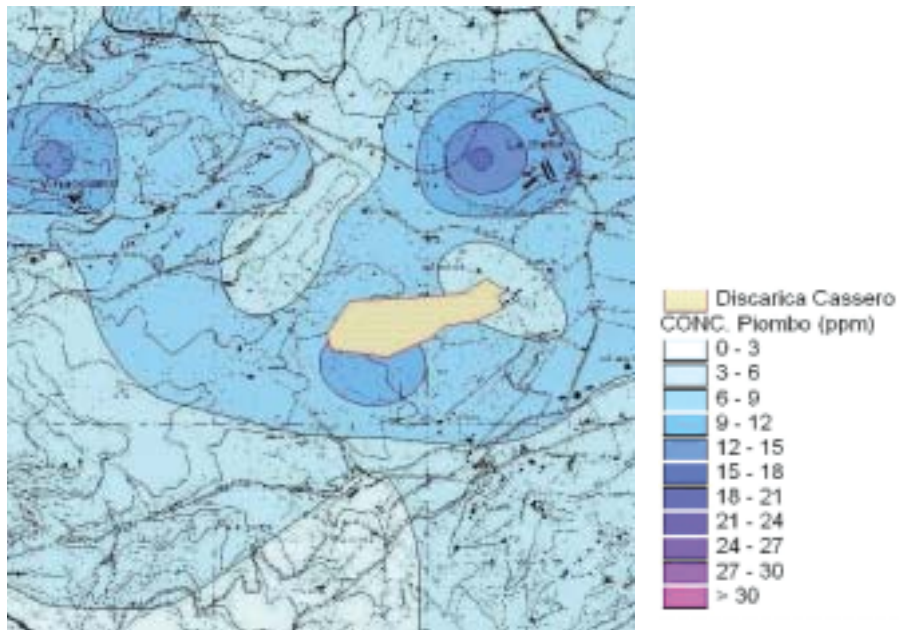 Discarica Cassero
CONC. Piombo (ppm)
0 - 3
3 - 6
6 - 9
9 - 12
12 - 15
15 - 18
18 - 21
21 - 24
24 - 27
27 - 30
> 30